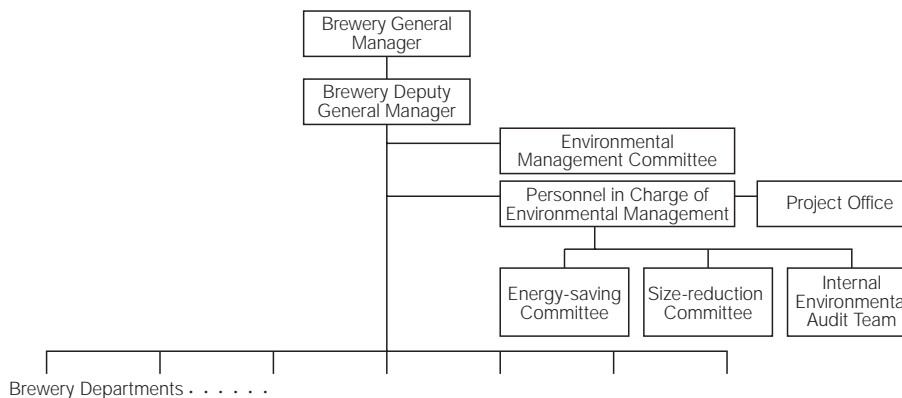 Brewery General
Manager
Brewery Deputy
General Manager
Environmental
Management Committee
Personnel in Charge of
Environmental Management
Project Office
Energy-saving
Committee
Size-reduction
Committee
Internal
Environmenta
Audit Team
Brewery Departments · · · · · ·